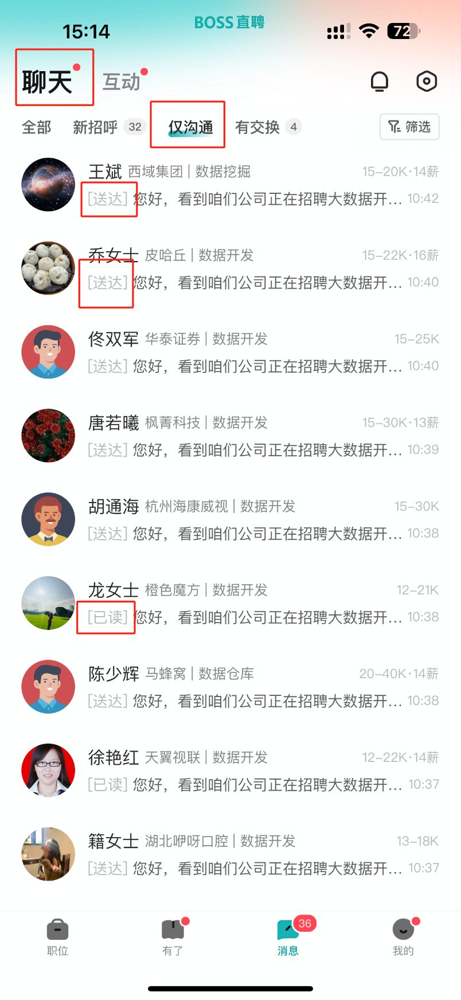 15:14
BOSS直聘
72
聊天 互动
全部 新招呼 32 仅沟通 有交换 4 筛选
王斌 西域集团 | 数据挖掘 15-20K·14薪
[送达] 您好，看到咱们公司正在招聘大数据开... 10:42
乔女士 皮哈丘 | 数据开发 15-22K·16薪
[送达] 您好，看到咱们公司正在招聘大数据开... 10:40
佟双军 华泰证券 | 数据开发 15-25K
[送达] 您好，看到咱们公司正在招聘大数据开... 10:40
唐若曦 枫菁科技 | 数据开发 15-30K·13薪
[送达] 您好，看到咱们公司正在招聘大数据开... 10:39
胡通海 杭州海康威视 | 数据开发 15-30K
[送达] 您好，看到咱们公司正在招聘大数据开... 10:38
龙女士 橙色魔方 | 数据开发 12-21K
[已读] 您好，看到咱们公司正在招聘大数据开... 10:38
陈少辉 马蜂窝 | 数据仓库 20-40K·14薪
[送达] 您好，看到咱们公司正在招聘大数据开... 10:38
徐艳红 天翼视联 | 数据开发 12-22K·14薪
[已读] 您好，看到咱们公司正在招聘大数据开... 10:37
籍女士 湖北咿呀口腔 | 数据开发 13-18K
[送达] 您好，看到咱们公司正在招聘大数据开... 10:37
36
职位 有了 消息 我的